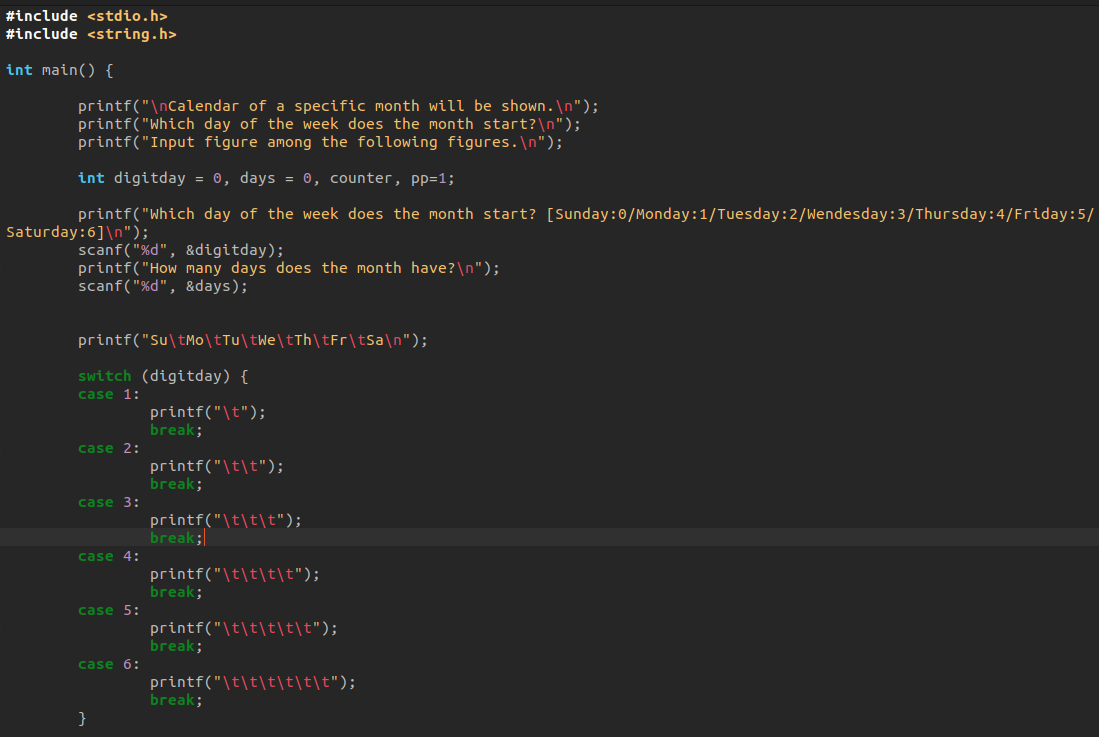 #include <stdio.h>
#include <string.h>
int main() {
printf("\nCalendar of a specific month will be shown.\n");
printf("Which day of the week does the month start?\n");
printf("Input figure among the following figures.\n");
int digitday = 0, days = 0, counter, pp=1;
printf("Which day of the week does the month start? [Sunday:0/Monday:1/Tuesday:2/Wendesday:3/Thursday:4/Friday:5/
Saturday:6]\n");
scanf("%d", &digitday);
printf("How many days does the month have?\n");
scanf("%d", &days);
printf("Su\tMo\tTu\tWe\tTh\tFr\tSa\n");
switch (digitday) {
case 1:
printf("\t");
break;
case 2:
printf("\t\t");
break;
case 3:
printf("\t\t\t");
break;
case 4:
printf("\t\t\t\t");
break;
case 5:
printf("\t\t\t\t\t");
break;
case 6:
printf("\t\t\t\t\t\t");
break;
}